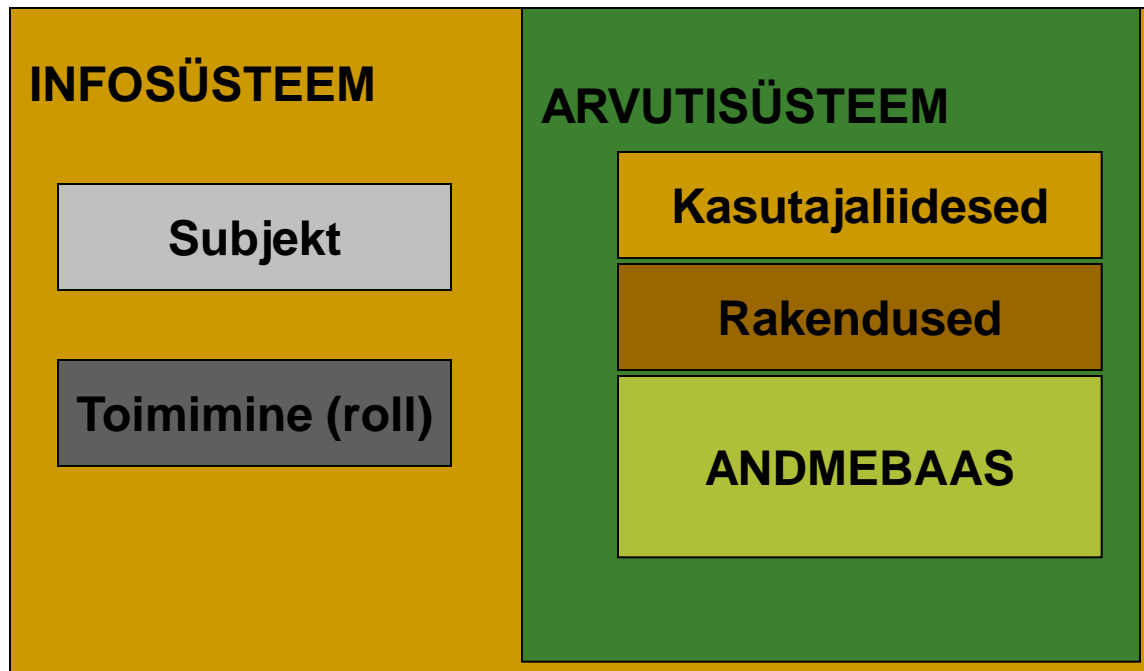 INFOSÜSTEEM
Subjekt
Toimimine (roll)
ARVUTISÜSTEEM
Kasutajaliidesed
Rakendused
ANDMEBAAS